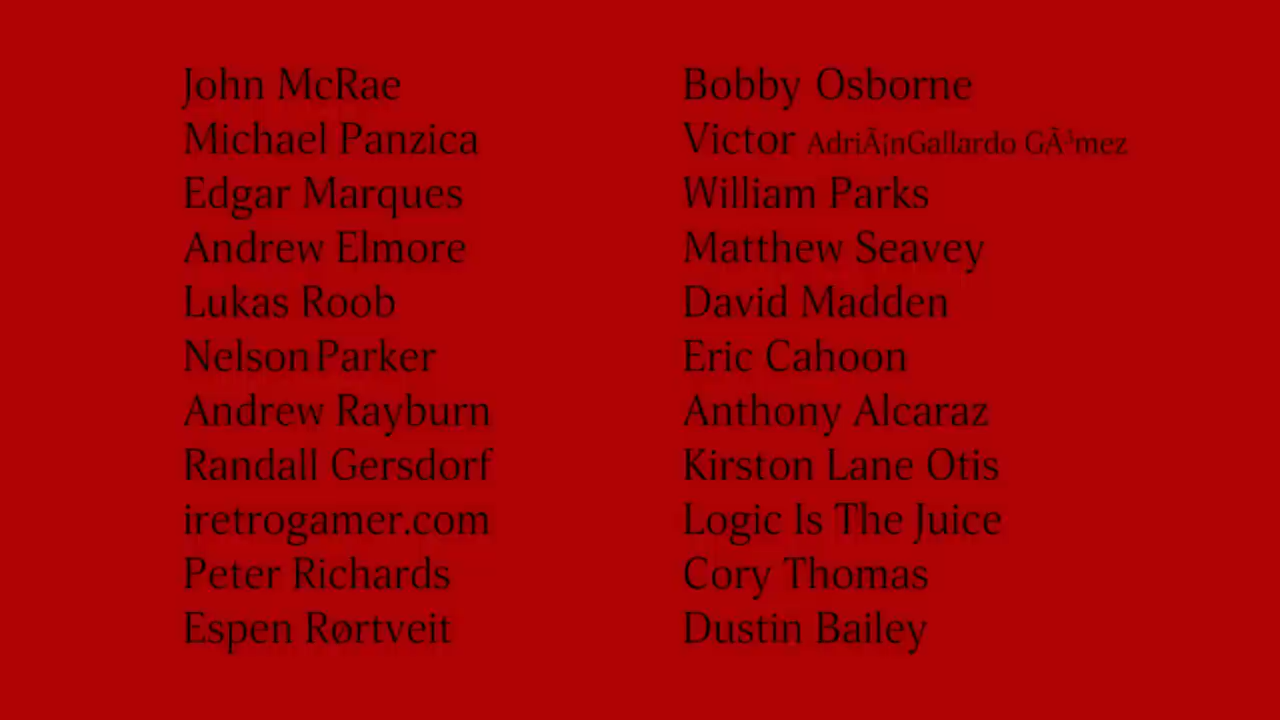 John McRae
Michael Panzica
Edgar Marques
Andrew Elmore
Lukas Roob
Nelson Parker
Andrew Rayburn
Randall Gersdorf
iretrogamer.com
Peter Richards
Espen Rørtveit
Bobby Osborne
Victor AdriÃ¡nGallardo GÃ³mez
William Parks
Matthew Seavey
David Madden
Eric Cahoon
Anthony Alcaraz
Kirston Lane Otis
Logic Is The Juice
Cory Thomas
Dustin Bailey